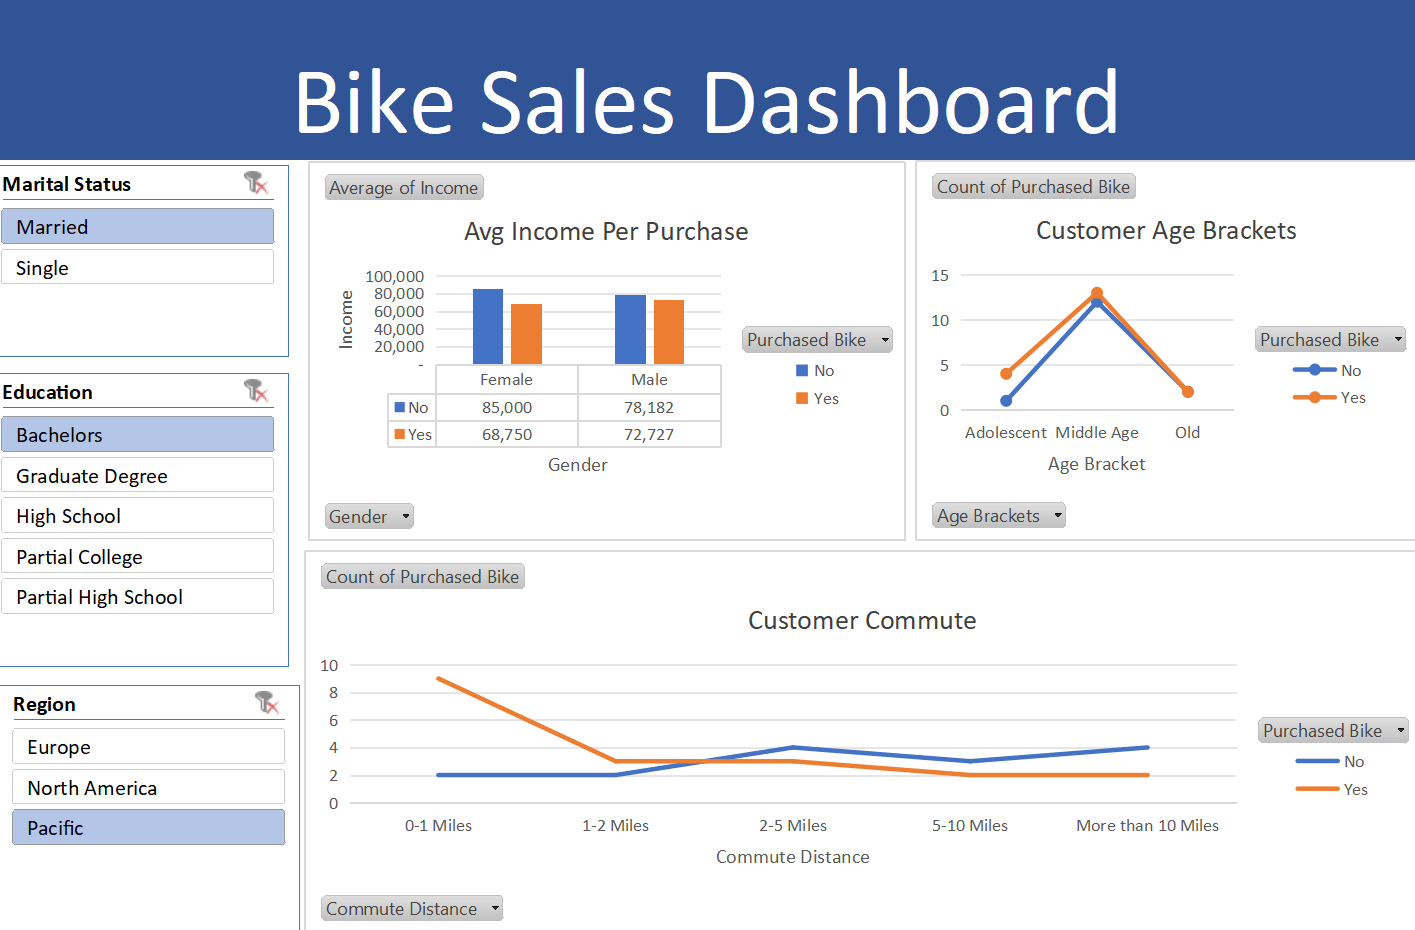 Bike Sales Dashboard
Marital Status
Married
Single
Education
Bachelors
Graduate Degree
High School
Partial College
Partial High School
Region
Europe
North America
Pacific
Average of Income
Avg Income Per Purchase
Income
100,000
80,000
60,000
40,000
20,000
-
Female Male
No 85,000 78,182
Yes 68,750 72,727
Gender
Purchased Bike
No
Yes
Gender
Count of Purchased Bike
Customer Age Brackets
15
10
5
0
Adolescent Middle Age Old
Age Bracket
Purchased Bike
No
Yes
Age Brackets
Count of Purchased Bike
Customer Commute
10
8
6
4
2
0
0-1 Miles 1-2 Miles 2-5 Miles 5-10 Miles More than 10 Miles
Commute Distance
Purchased Bike
No
Yes
Commute Distance